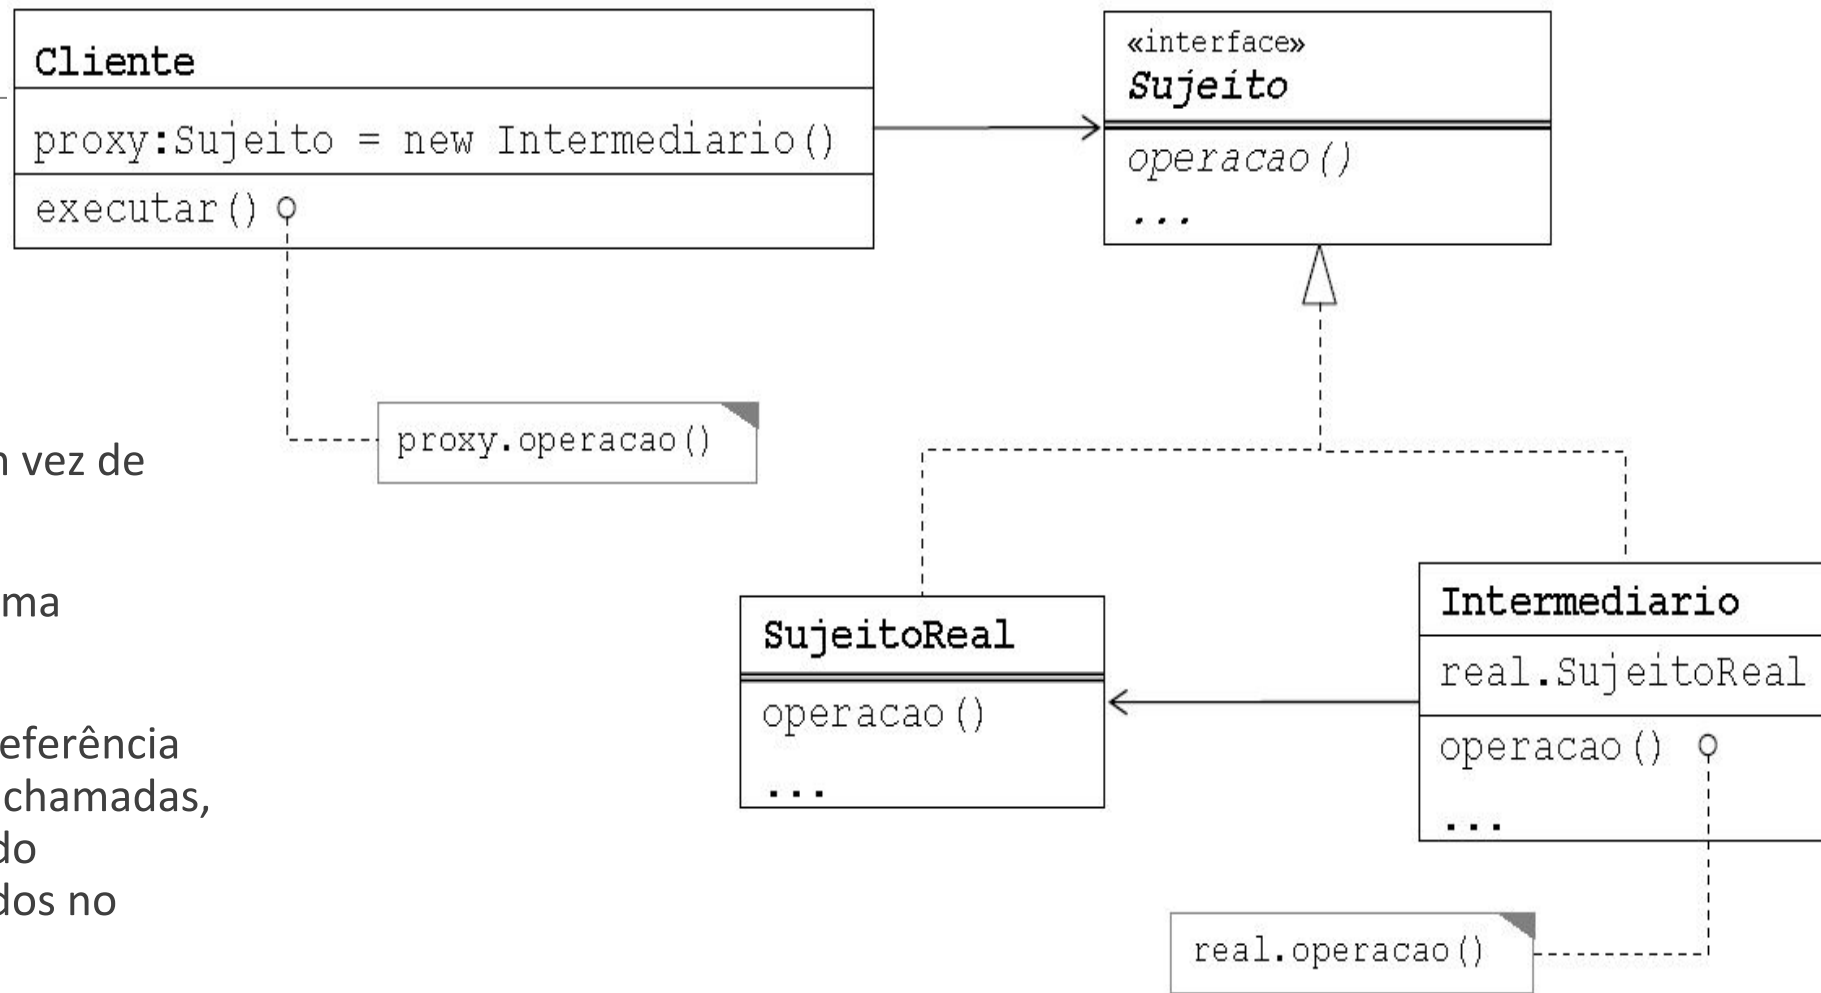 Cliente
proxy:Sujeito = new Intermediario()
executar()
«interface»
Sujeito
operacao()
...
proxy.operacao()
vez de
ma
eferência
chamadas,
do
dos no
SujeitoReal
operacao()
...
Intermediario
real.SujeitoReal
operacao()
...
real.operacao()